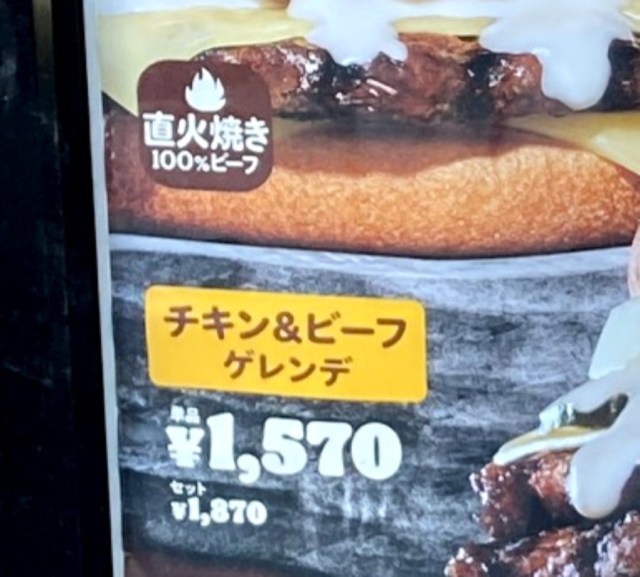 直火焼き
100%ビーフ
チキン&ビーフ
ゲレンデ
単品
¥1,570
セット
¥1,870